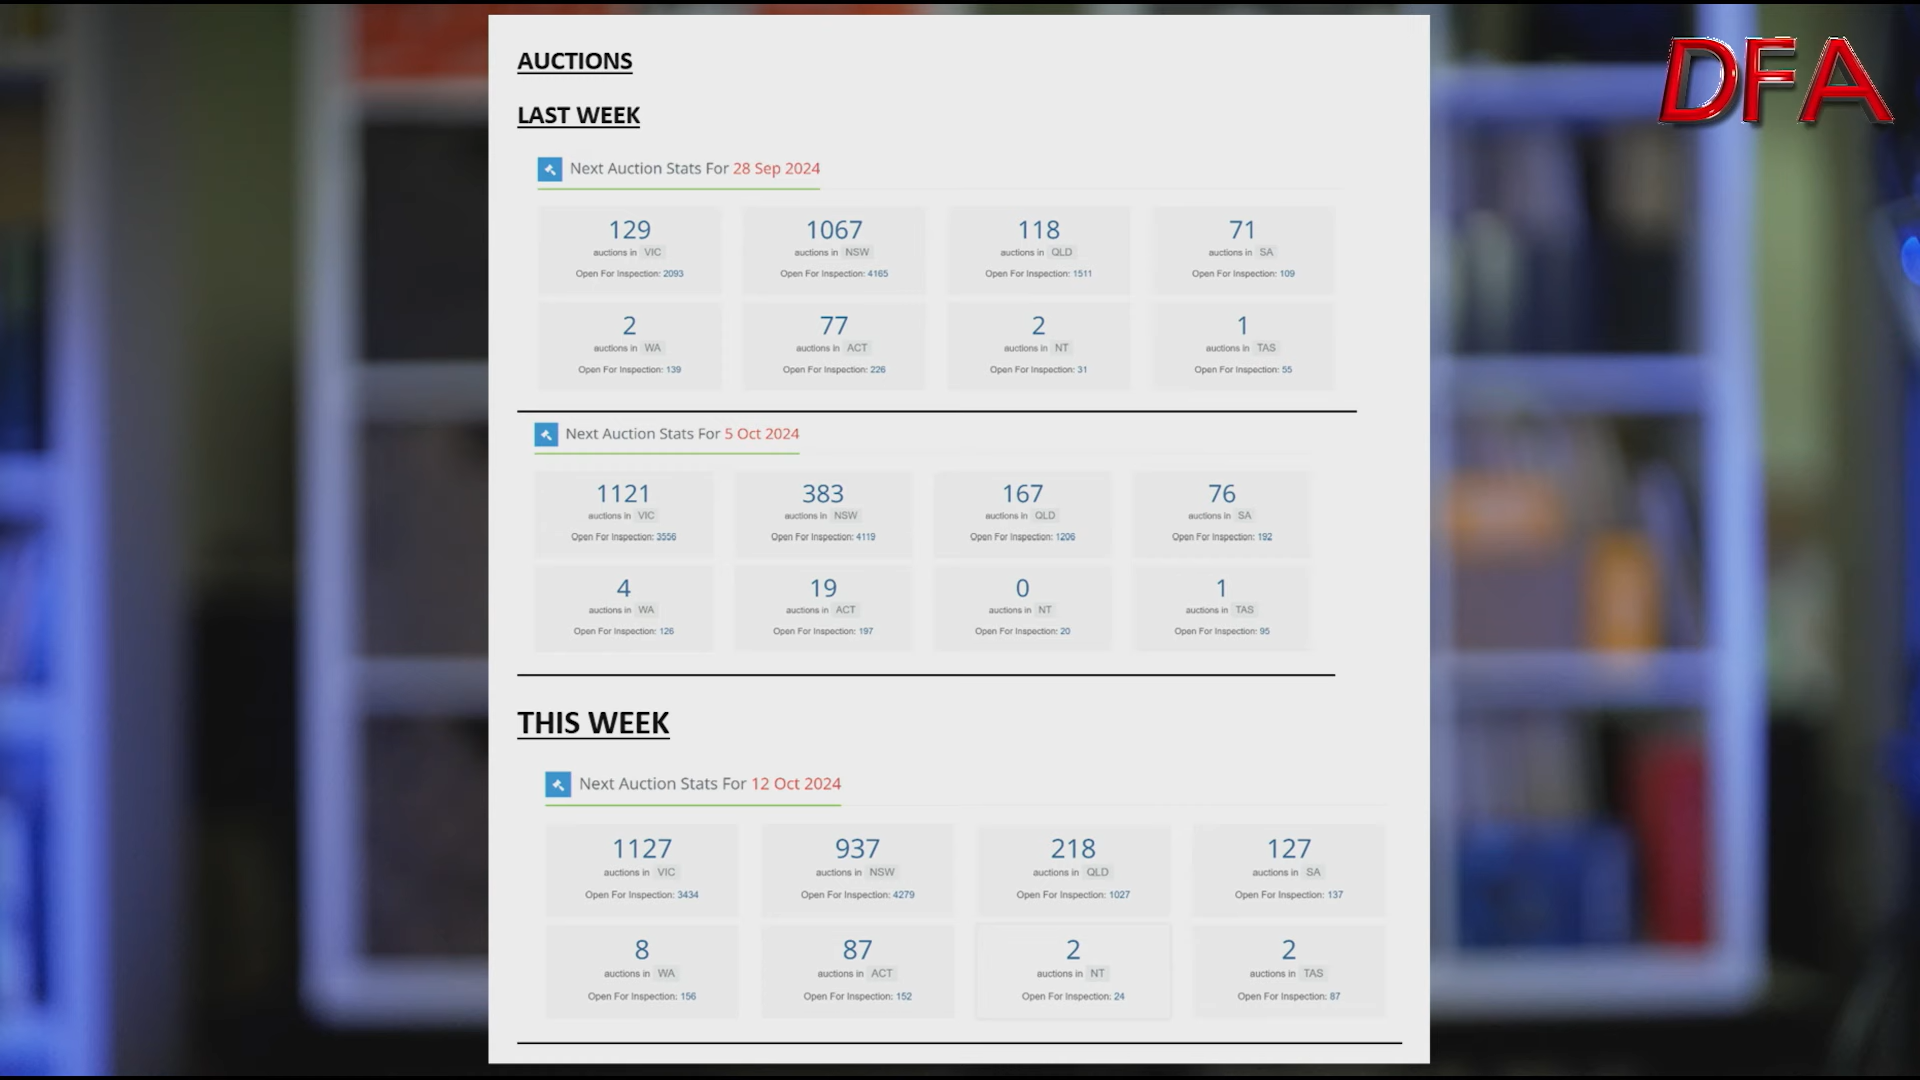 DFA
AUCTIONS
LAST WEEK
Next Auction Stats For 28 Sep 2024
129 1067 118 71
auctions in VIC auctions in NSW auctions in QLD auctions in SA
Open For Inspection: 2093 Open For Inspection: 4165 Open For Inspection: 1511 Open For Inspection: 109
2 77 2 1
auctions in WA auctions in ACT auctions in NT auctions in TAS
Open For Inspection: 139 Open For Inspection: 226 Open For Inspection: 31 Open For Inspection: 55
Next Auction Stats For 5 Oct 2024
1121 383 167 76
auctions in VIC auctions in NSW auctions in QLD auctions in SA
Open For Inspection: 3556 Open For Inspection: 4119 Open For Inspection: 1206 Open For Inspection: 192
4 19 0 1
auctions in WA auctions in ACT auctions in NT auctions in TAS
Open For Inspection: 126 Open For Inspection: 197 Open For Inspection: 20 Open For Inspection: 95
THIS WEEK
Next Auction Stats For 12 Oct 2024
1127 937 218 127
auctions in VIC auctions in NSW auctions in QLD auctions in SA
Open For Inspection: 3434 Open For Inspection: 4279 Open For Inspection: 1027 Open For Inspection: 137
8 87 2 2
auctions in WA auctions in ACT auctions in NT auctions in TAS
Open For Inspection: 156 Open For Inspection: 152 Open For Inspection: 24 Open For Inspection: 87